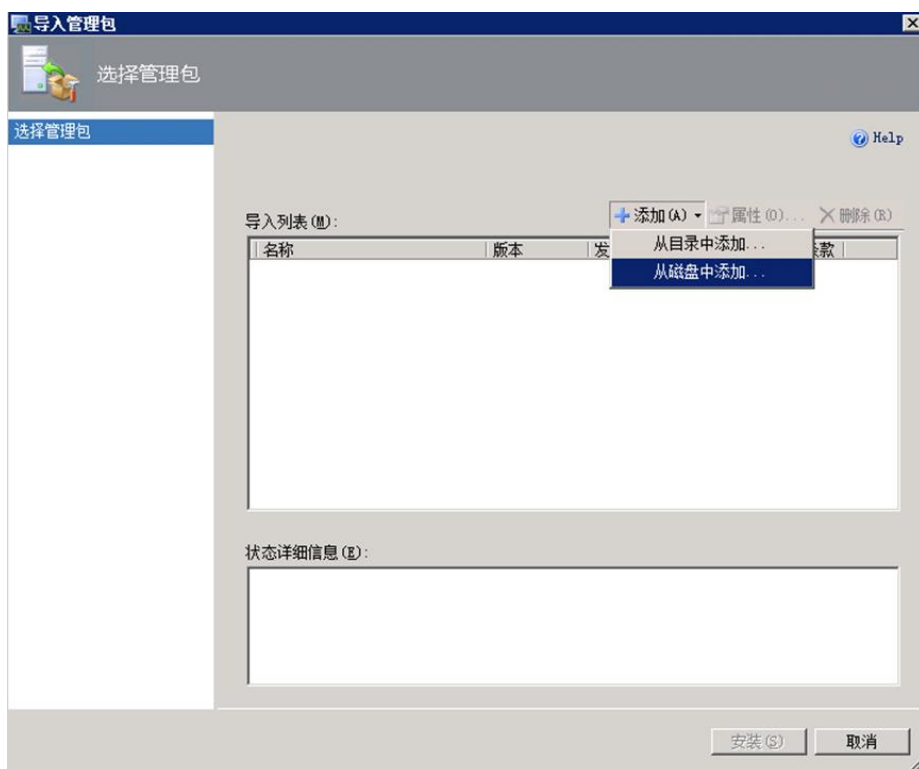 导入管理包
选择管理包
选择管理包
Help
导入列表(M):
添加(A) 属性(O)... 删除(R)
从目录中添加...
从磁盘中添加...
名称 版本 发 款
状态详细信息(E):
安装(S) 取消